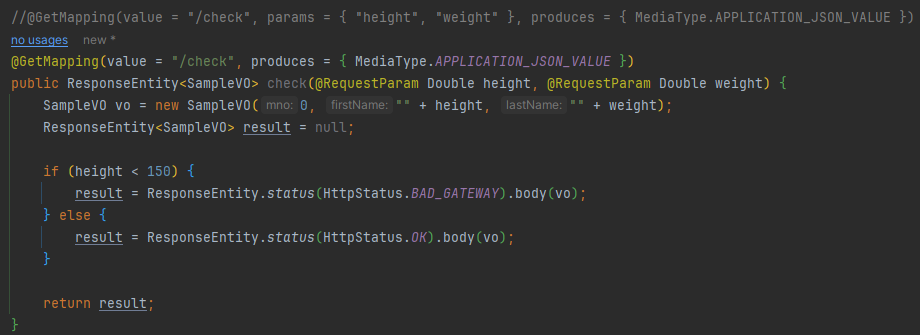 //@GetMapping(value = "/check", params = { "height", "weight" }, produces = { MediaType.APPLICATION_JSON_VALUE })
no usages new *
@GetMapping(value = "/check", produces = { MediaType.APPLICATION_JSON_VALUE })
public ResponseEntity<SampleVO> check(@RequestParam Double height, @RequestParam Double weight) {
    SampleVO vo = new SampleVO( mno: 0, firstName: "" + height, lastName: "" + weight);
    ResponseEntity<SampleVO> result = null;

    if (height < 150) {
        result = ResponseEntity.status(HttpStatus.BAD_GATEWAY).body(vo);
    } else {
        result = ResponseEntity.status(HttpStatus.OK).body(vo);
    }

    return result;
}